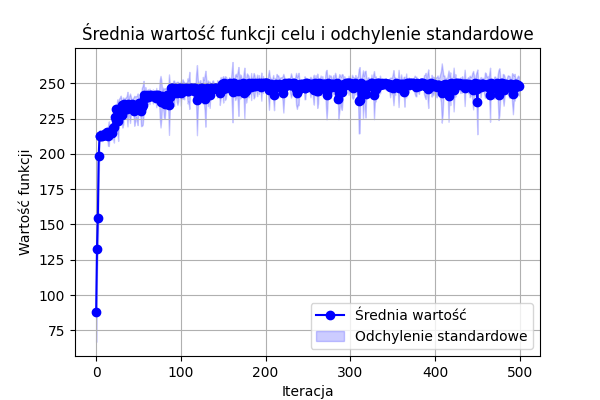 Średnia wartość funkcji celu i odchylenie standardowe
250
225
200
175
150
125
100
75
Wartość funkcji
0 100 200 300 400 500
Iteracja
Średnia wartość
Odchylenie standardowe